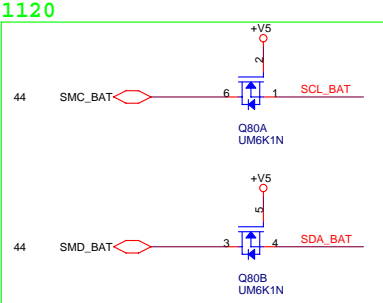 1120
+V5
2
44 SMC_BAT 6 1 SCL_BAT
Q80A
UM6K1N
+V5
5
44 SMD_BAT 3 4 SDA_BAT
Q80B
UM6K1N